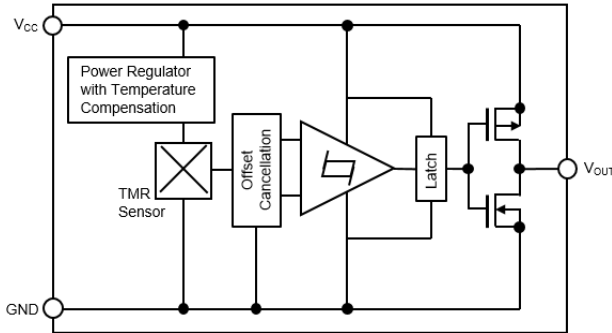 VCC
Power Regulator
with Temperature
Compensation
TMR
Sensor
Offset
Cancellation
Latch
VOUT
GND